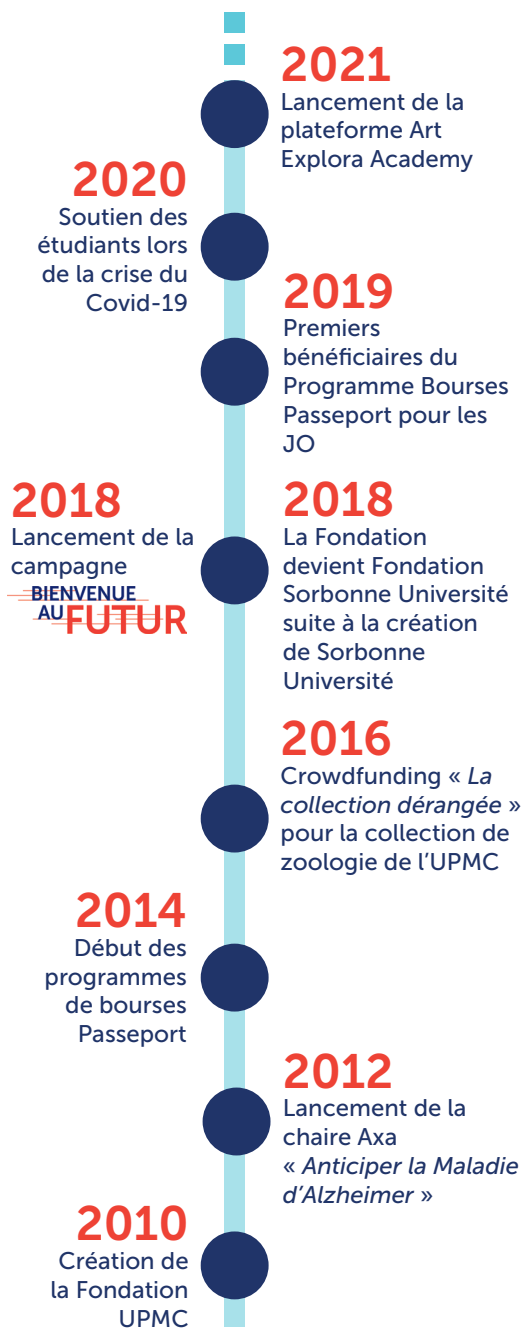 2021
Lancement de la
plateforme Art
Explora Academy
2020
Soutien des
étudiants lors
de la crise du
Covid-19
2019
Premiers
bénéficiaires du
Programme Bourses
Passeport pour les
JO
2018
Lancement de la
campagne
BIENVENUE
AU FUTUR
2018
La Fondation
devient Fondation
Sorbonne Université
suite à la création
de Sorbonne
Université
2016
Crowdfunding « La
collection dérangée »
pour la collection de
zoologie de l’UPMC
2014
Début des
programmes
de bourses
Passeport
2012
Lancement de la
chaire Axa
« Anticiper la Maladie
d’Alzheimer »
2010
Création de
la Fondation
UPMC